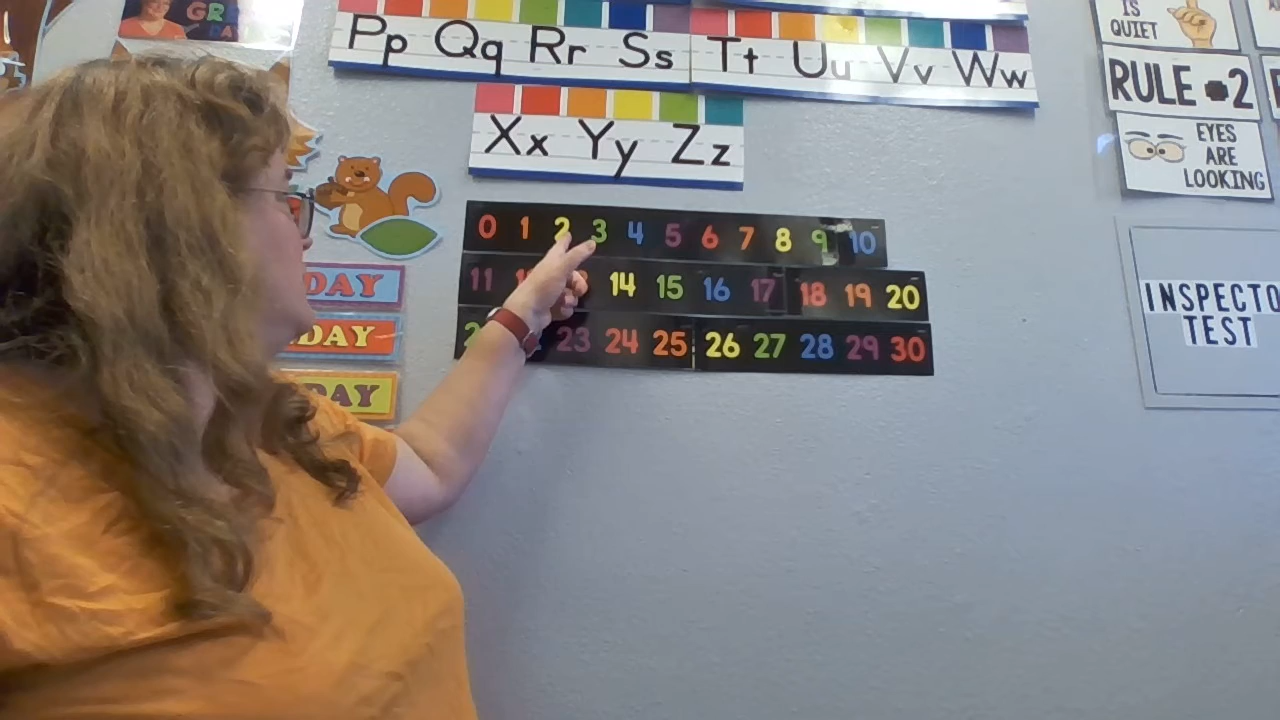 GR
Pp Qq Rr Ss Tt Uu Vv Ww
Xx Yy Zz
0 1 2 3 4 5 6 7 8 9 10
11 14 15 16 17 18 19 20
23 24 25 26 27 28 29 30
DAY
DAY
DAY
IS
QUIET
RULE #2
EYES
ARE
LOOKING
INSPECTO
TEST